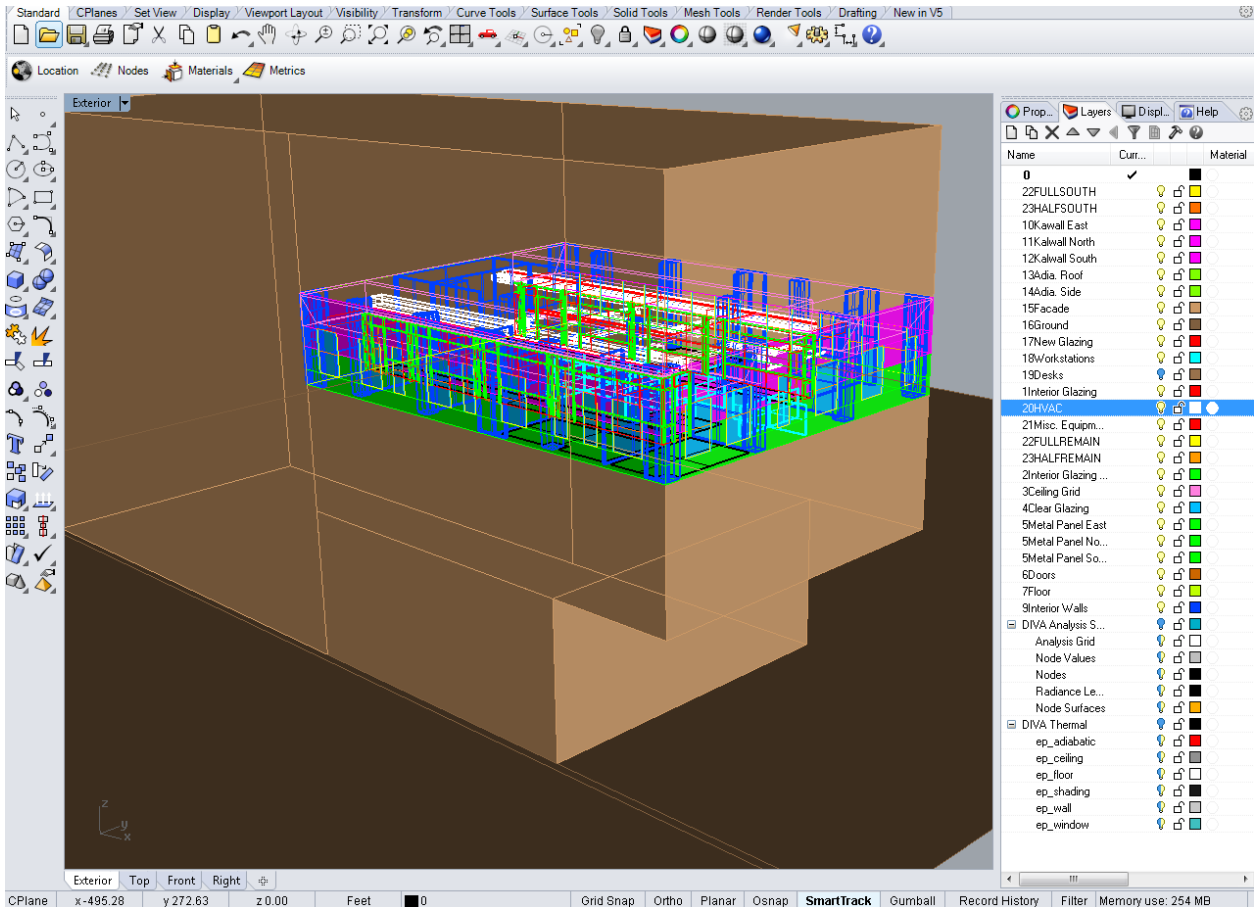 Standard CPlanes Set View Display Viewport Layout Visibility Transform Curve Tools Surface Tools Solid Tools Mesh Tools Render Tools Drafting New in V5
Location Nodes Materials Metrics
Exterior
Prop... Layers Displ... Help
Name Curr... Material
0
22FULLSOUTH
23HALFSOUTH
10Kawall East
11Kalwall North
12Kalwall South
13Adia. Roof
14Adia. Side
15Facade
16Ground
17New Glazing
18Workstations
19Desks
1Interior Glazing
20HVAC
21Misc. Equipm...
22FULLREMAIN
23HALFREMAIN
2Interior Glazing ...
3Ceiling Grid
4Clear Glazing
5Metal Panel East
5Metal Panel No...
5Metal Panel So...
6Doors
7Floor
9Interior Walls
DIVA Analysis S...
Analysis Grid
Node Values
Nodes
Radiance Le...
Node Surfaces
DIVA Thermal
ep_adiabatic
ep_ceiling
ep_floor
ep_shading
ep_wall
ep_window
z
y
x
Exterior Top Front Right
CPlane x -495.28 y 272.63 z 0.00 Feet 0 Grid Snap Ortho Planar Osnap SmartTrack Gumball Record History Filter Memory use: 254 MB